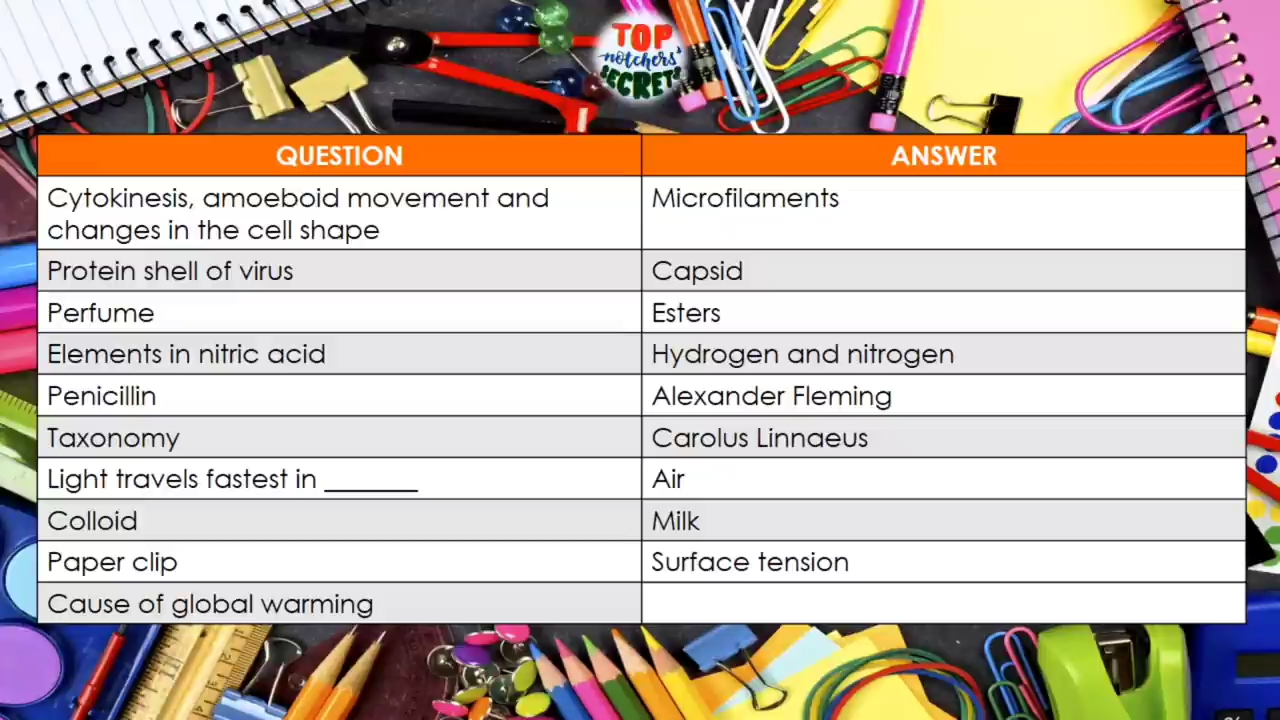 TOP
notchers'
SECRETS
QUESTION
ANSWER
Cytokinesis, amoeboid movement and
changes in the cell shape
Microfilaments
Protein shell of virus
Capsid
Perfume
Esters
Elements in nitric acid
Hydrogen and nitrogen
Penicillin
Alexander Fleming
Taxonomy
Carolus Linnaeus
Light travels fastest in _______
Air
Colloid
Milk
Paper clip
Surface tension
Cause of global warming